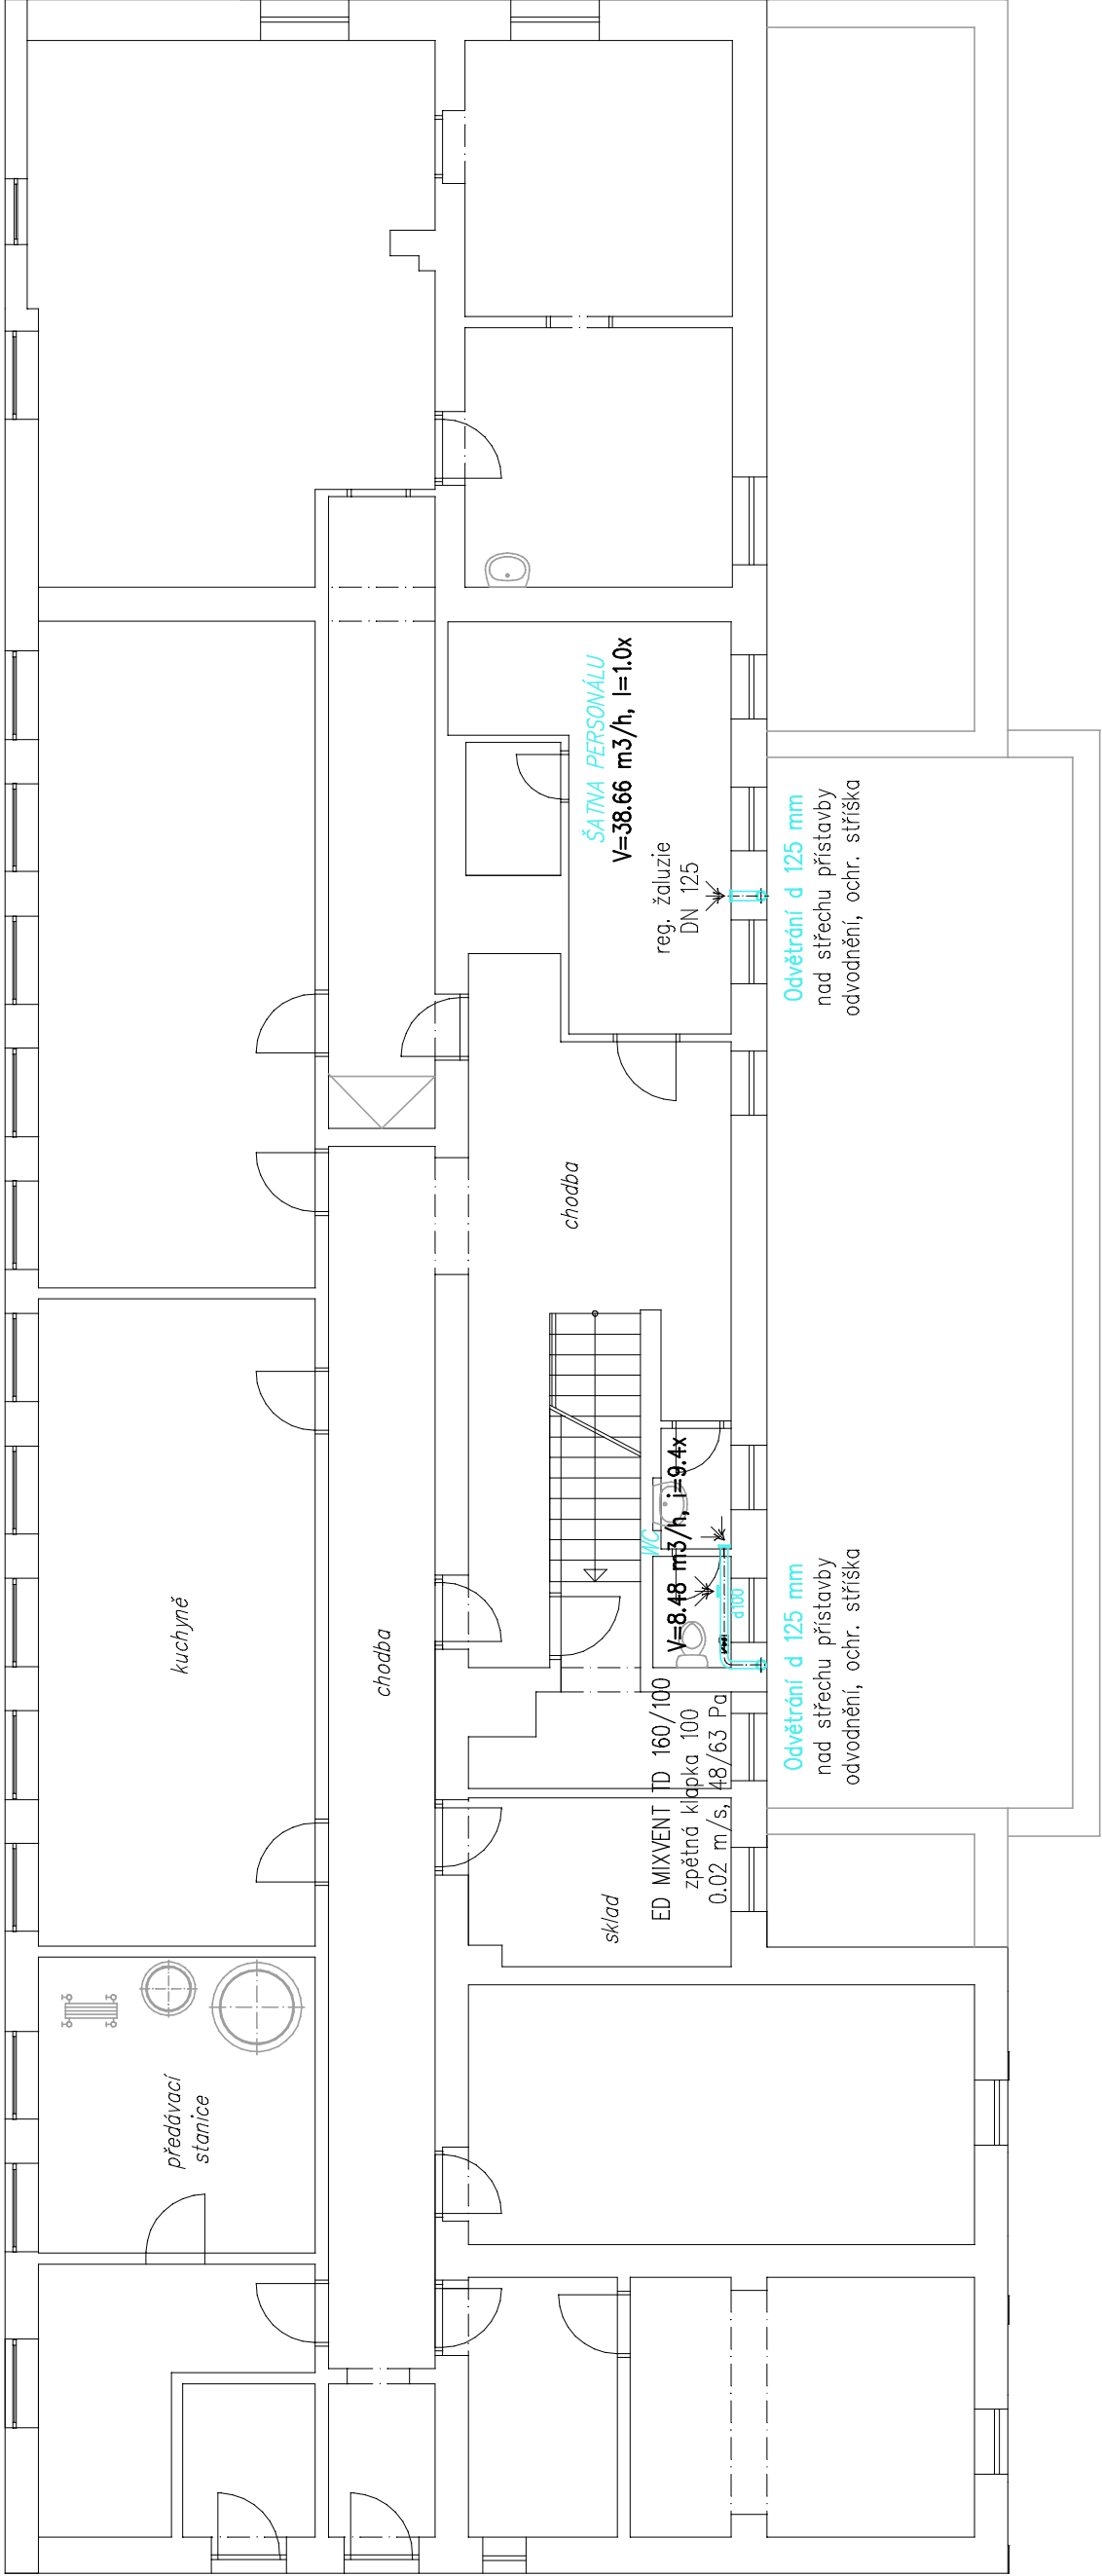 předávací
stanice
kuchyně
chodba
chodba
sklad
ED MIXVENT TD 160/100
zpětná klapka 100
0.02 m/s, 48/63 Pa
WC
V=8.48 m3/h, i=9.4x
d100
ŠATNA PERSONÁLU
V=38.66 m3/h, I=1.0x
reg. žaluzie
DN 125
Odvětrání d 125 mm
nad střechu přístavby
odvodnění, ochr. stříška
Odvětrání d 125 mm
nad střechu přístavby
odvodnění, ochr. stříška